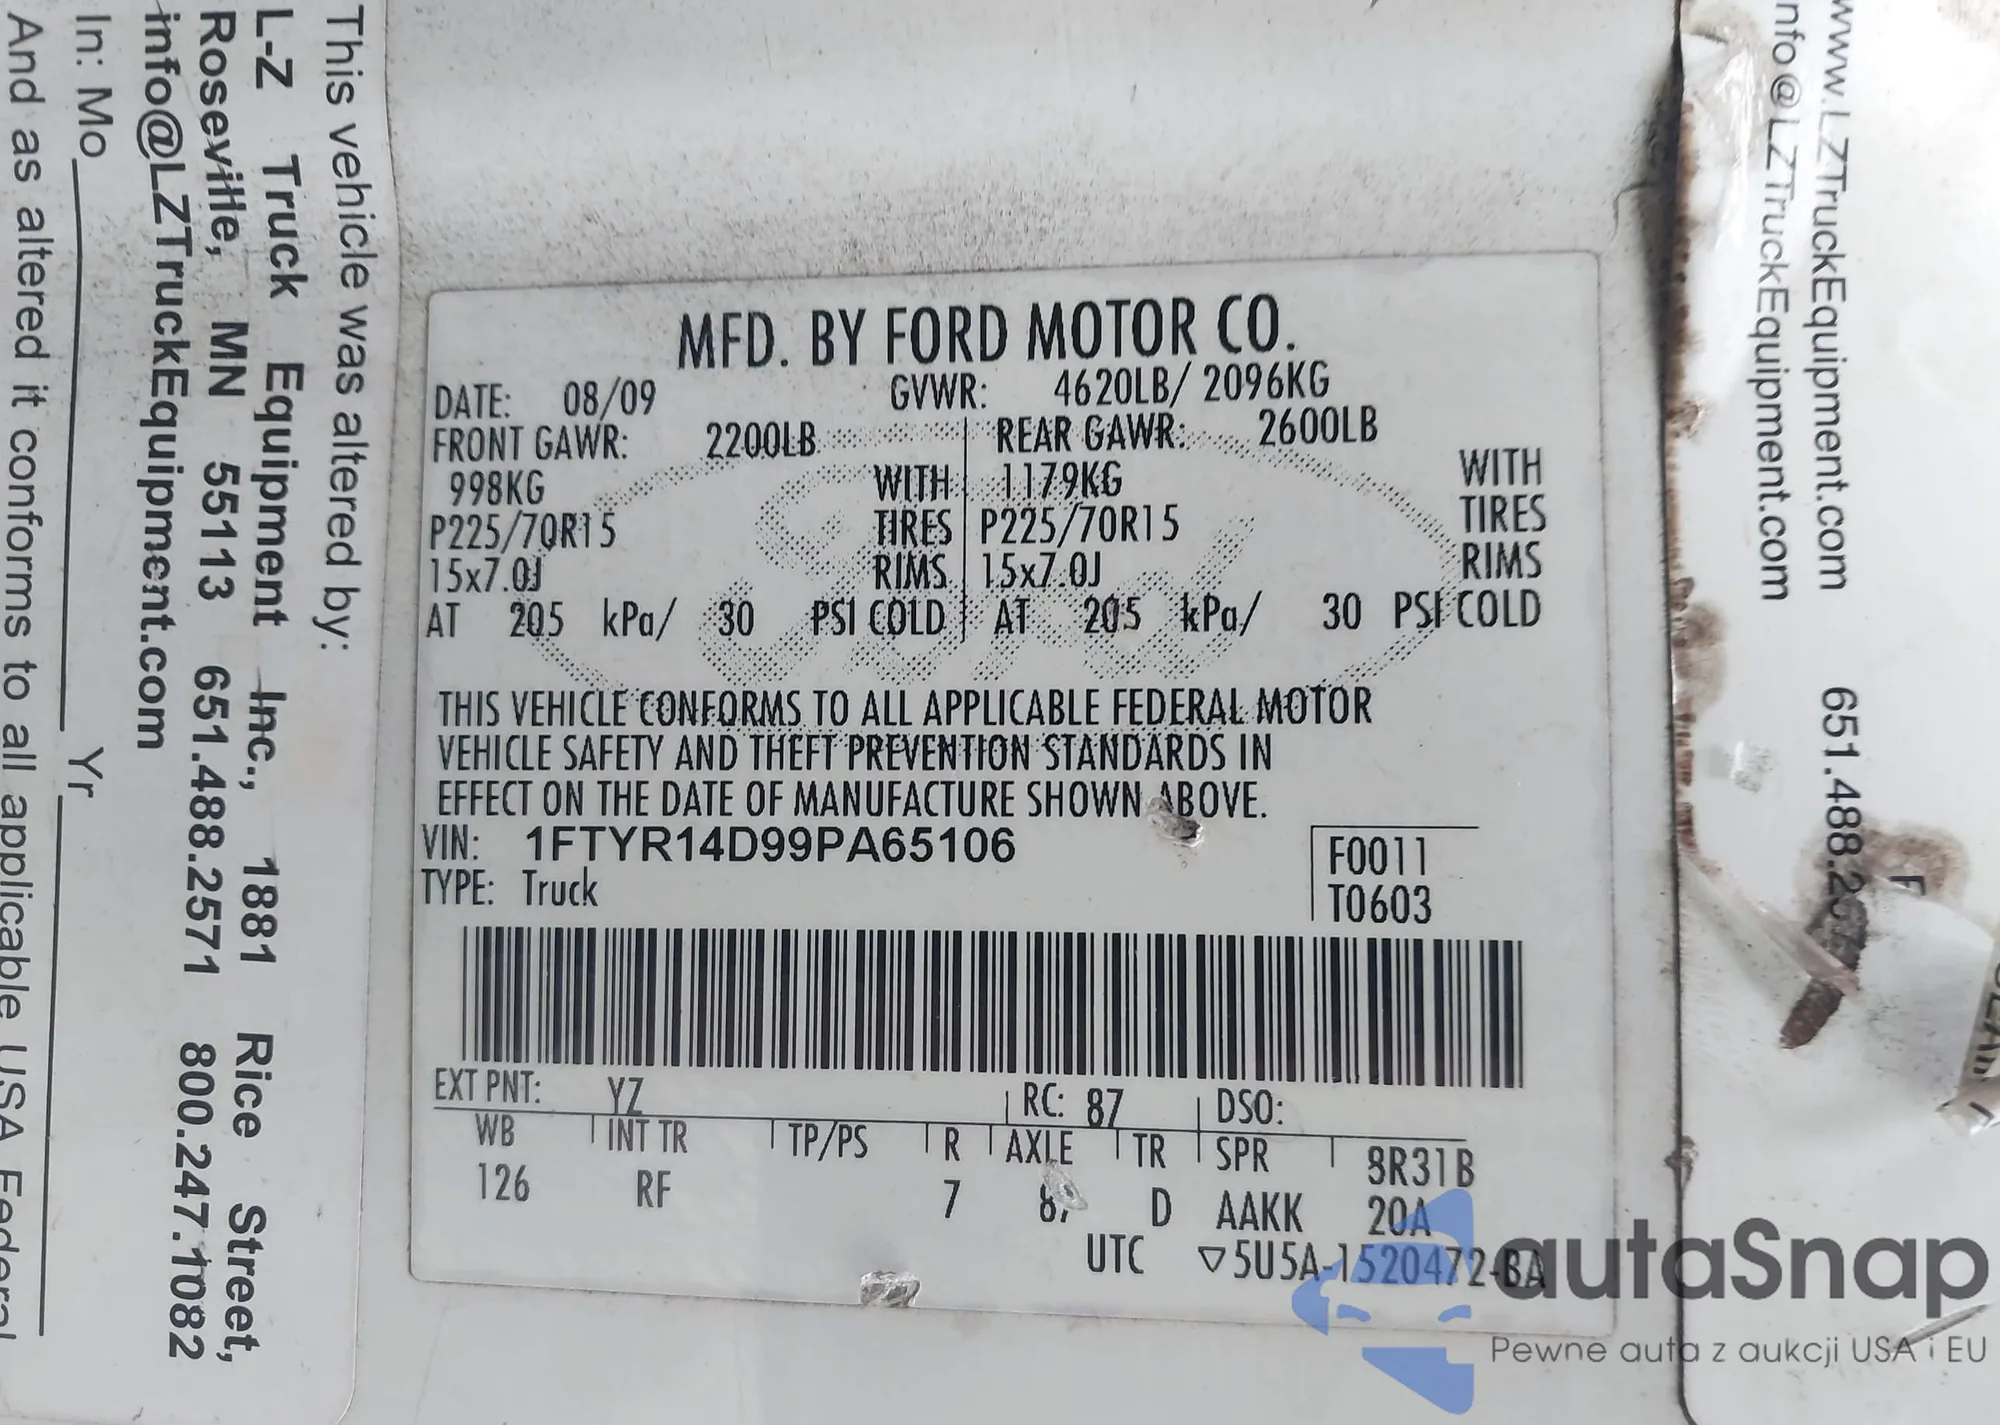 This vehicle was altered by:
L-Z Truck Equipment Inc., 1881 Rice Street,
Roseville, MN 55113 651.488.2571 800.247.1082
info@LZTruckEquipment.com
In: Mo Yr
And as altered it conforms to all applicable USA Federal
MFD. BY FORD MOTOR CO.
DATE: 08/09 GVWR: 4620LB/ 2096KG
FRONT GAWR: 2200LB REAR GAWR: 2600LB
998KG WITH 1179KG WITH
P225/70R15 TIRES P225/70R15 TIRES
15x7.0J RIMS 15x7.0J RIMS
AT 205 kPa/ 30 PSI COLD AT 205 kPa/ 30 PSI COLD
THIS VEHICLE CONFORMS TO ALL APPLICABLE FEDERAL MOTOR
VEHICLE SAFETY AND THEFT PREVENTION STANDARDS IN
EFFECT ON THE DATE OF MANUFACTURE SHOWN ABOVE.
VIN: 1FTYR14D99PA65106
TYPE: Truck
F0011
T0603
EXT PNT: YZ RC: 87 DSO:
WB INT TR TP/PS R AXLE TR SPR 8R31B
126 RF 7 D AAKK 20A
UTC ▽5U5A-1520472-BA
www.LZTruckEquipment.com 651.488.2
info@LZTruckEquipment.com
autaSnap
Pewne auta z aukcji USA i EU